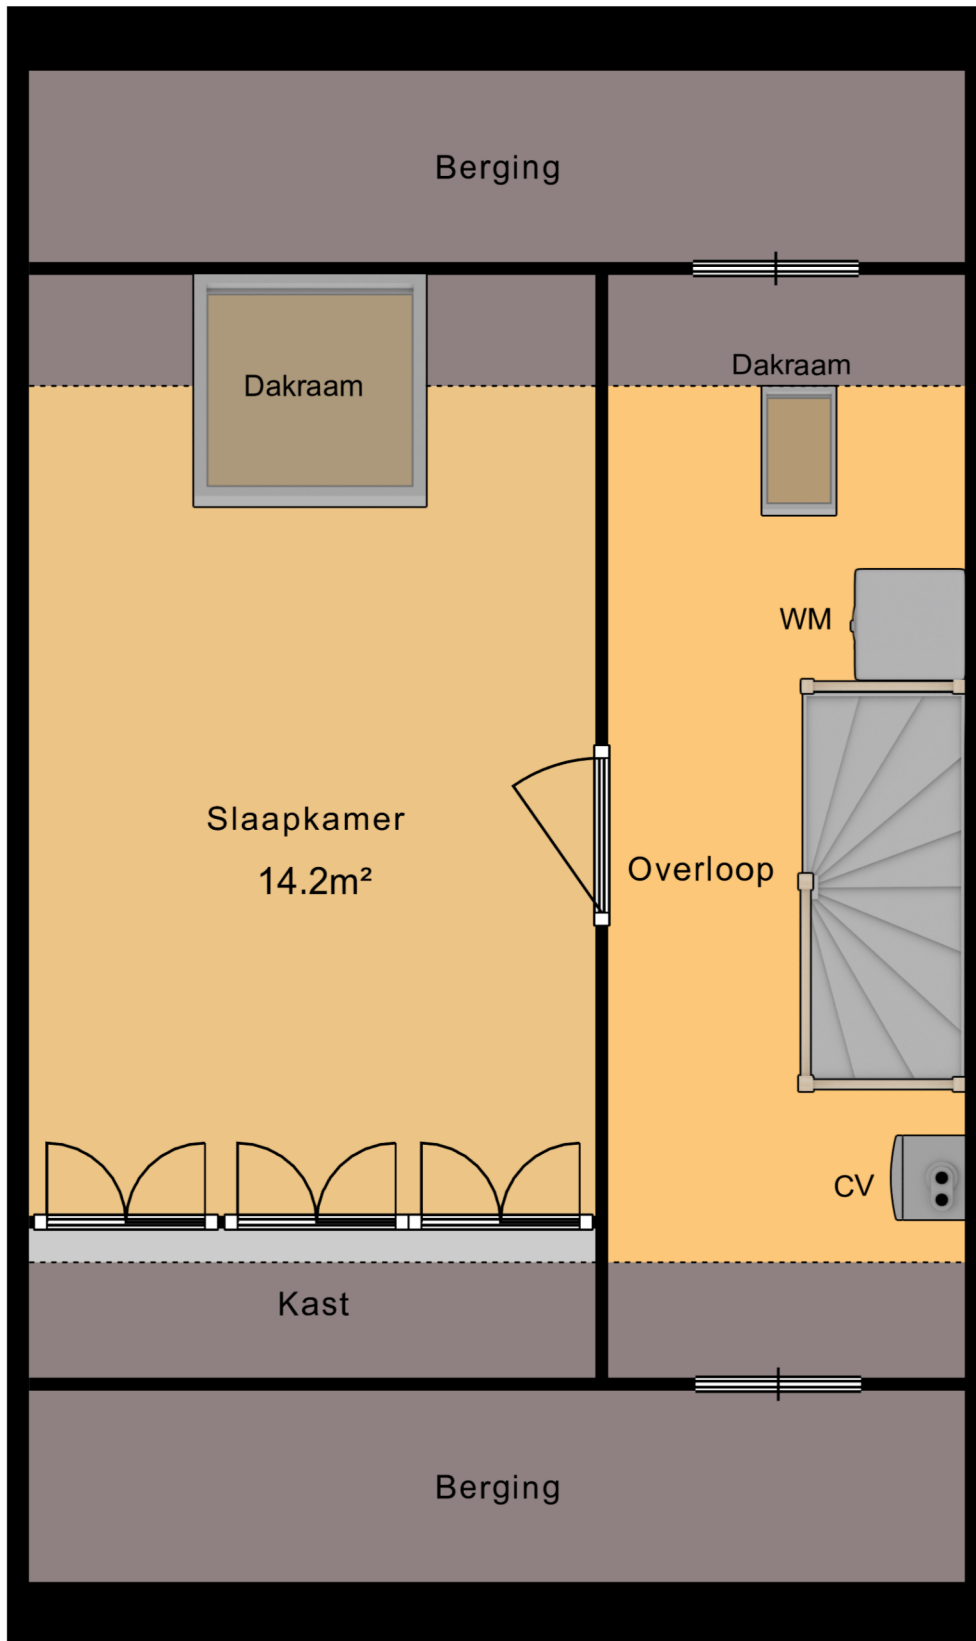 Berging
Dakraam
Dakraam
WM
Slaapkamer
14.2m²
Overloop
CV
Kast
Berging